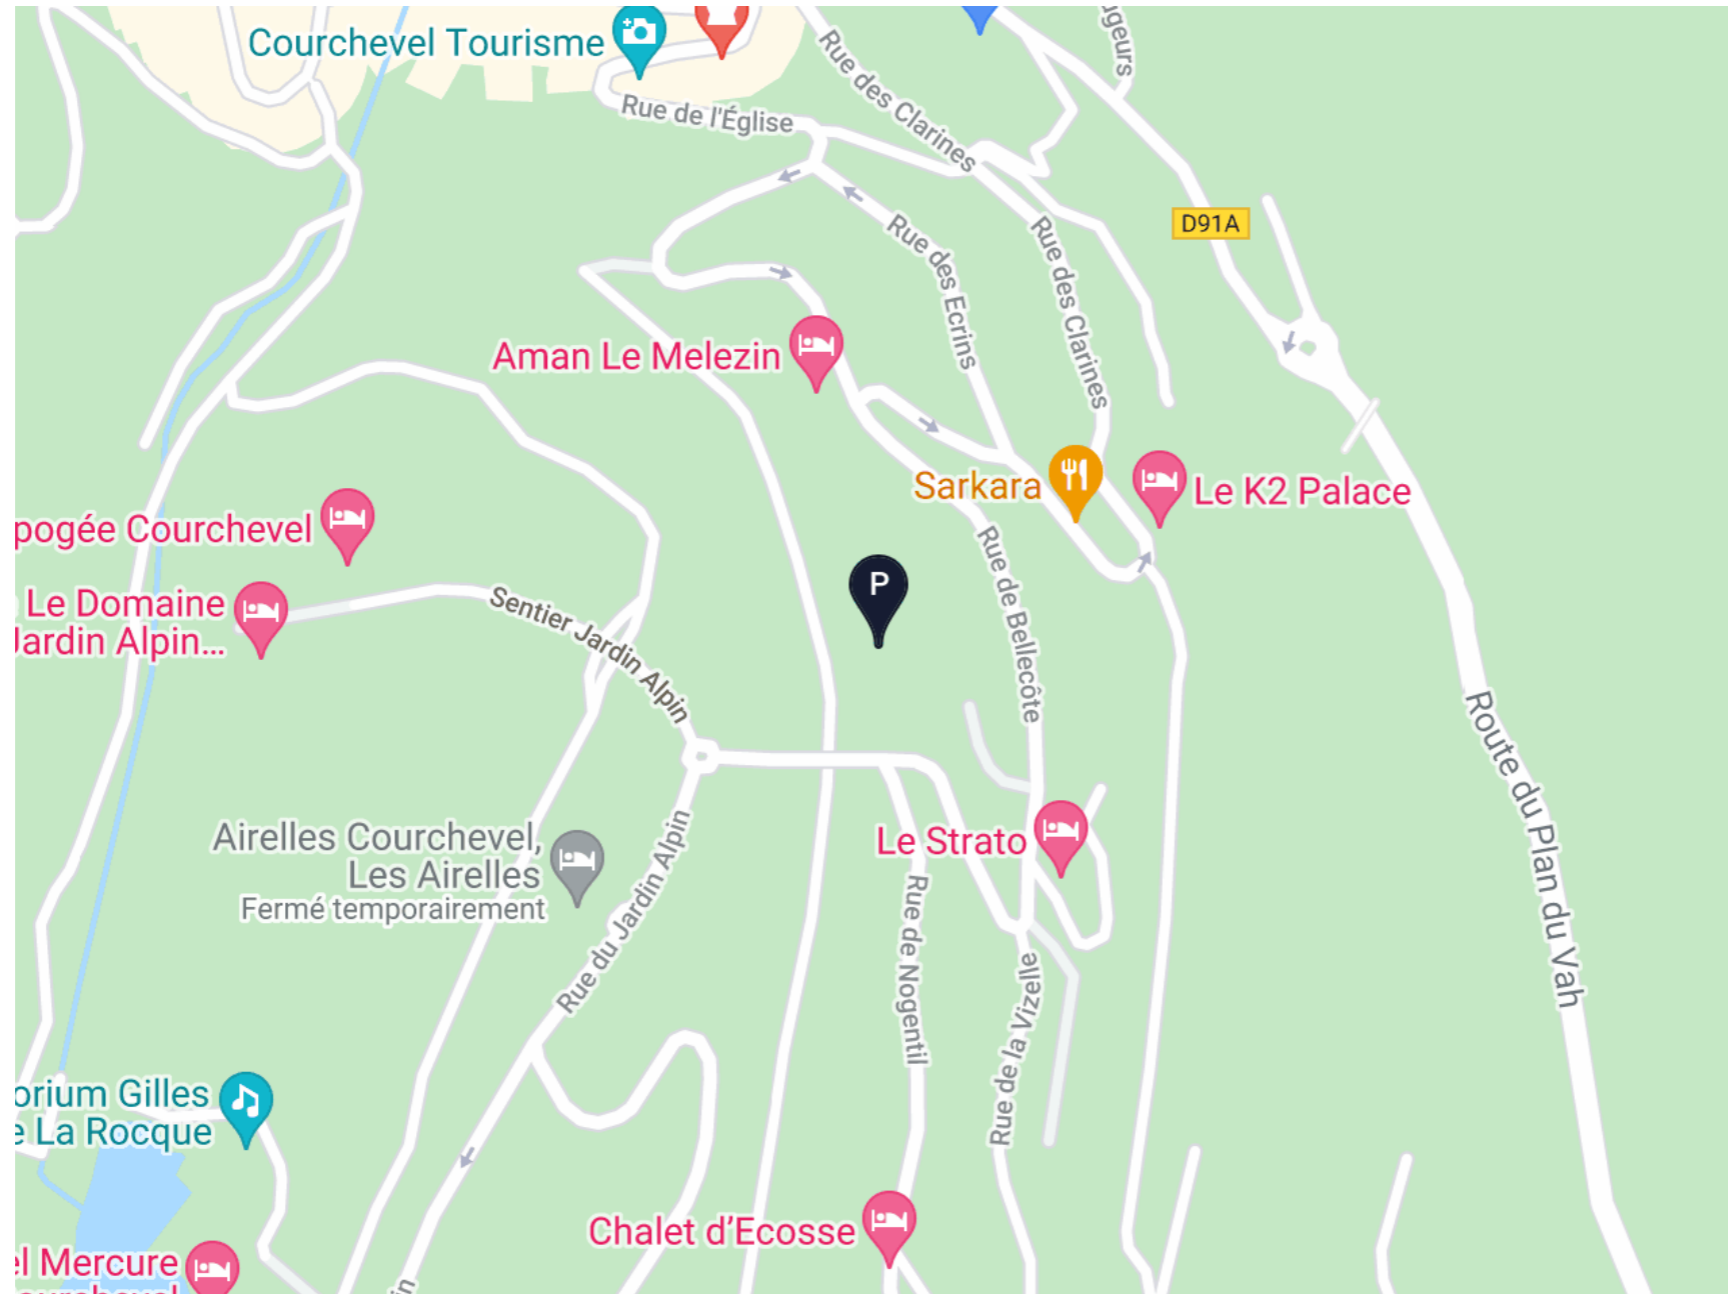 Courchevel Tourisme
Rue de l'Église
Rue des Clarines
ugeurs
D91A
Rue des Ecrins
Rue des Clarines
Aman Le Melezin
Sarkara
Le K2 Palace
pogée Courchevel
Le Domaine
Jardin Alpin...
Sentier Jardin Alpin
P
Rue de Bellecôte
Route du Plan du Vah
Airelles Courchevel,
Les Airelles
Fermé temporairement
Le Strato
Rue du Jardin Alpin
Rue de Nogentil
Rue de la Vizelle
orium Gilles
e La Rocque
Chalet d'Ecosse
el Mercure
ourchevel
in